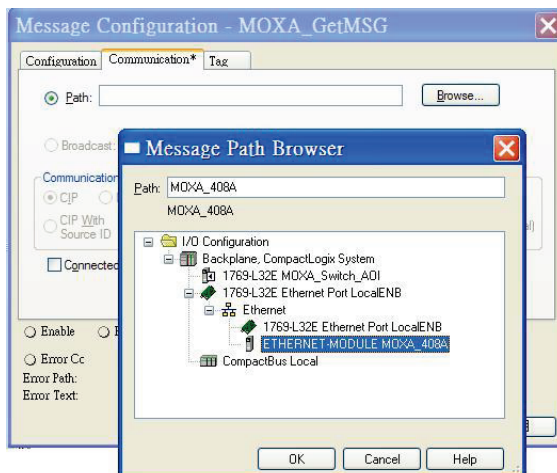 Message Configuration - MOXA_GetMSG
Configuration Communication* Tag
Path: Browse...
Broadcast:
Message Path Browser
Path: MOXA_408A
MOXA_408A
Communication
CIP
CIP With
Source ID
Connected
I/O Configuration
Backplane, CompactLogix System
1769-L32E MOXA_Switch_AOI
1769-L32E Ethernet Port LocalENB
Ethernet
1769-L32E Ethernet Port LocalENB
ETHERNET-MODULE MOXA_408A
CompactBus Local
Enable
Error Cc
Error Path:
Error Text:
OK Cancel Help